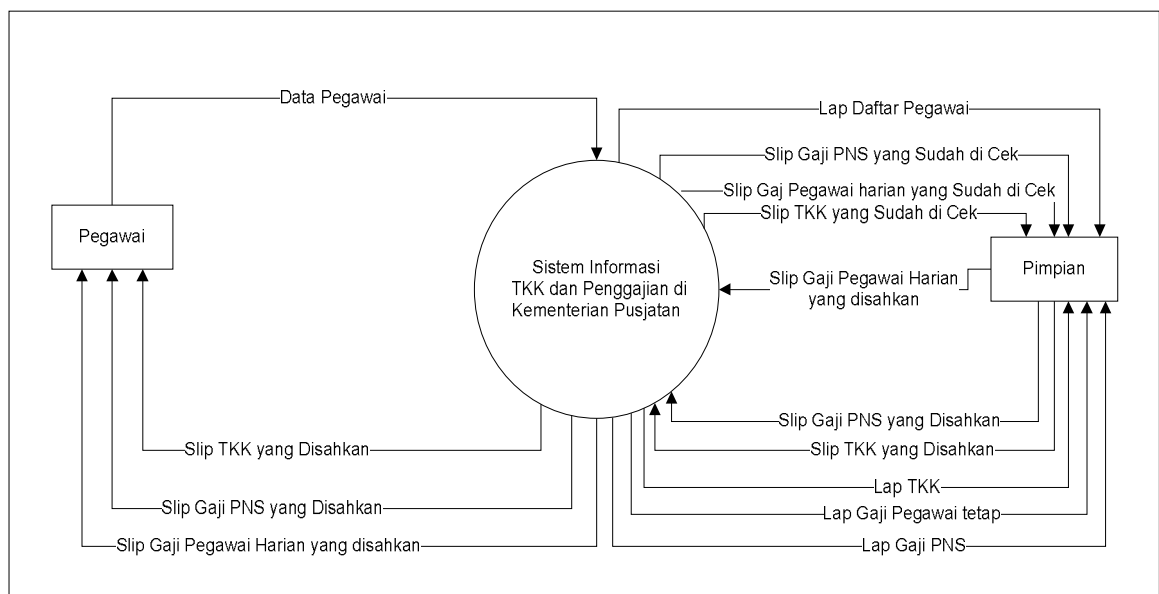 Data Pegawai
Lap Daftar Pegawai
Slip Gaji PNS yang Sudah di Cek
Slip Gaj Pegawai harian yang Sudah di Cek
Slip TKK yang Sudah di Cek
Pegawai
Sistem Informasi
TKK dan Penggajian di
Kementerian Pusjatan
Pimpian
Slip Gaji Pegawai Harian
yang disahkan
Slip Gaji PNS yang Disahkan
Slip TKK yang Disahkan
Slip TKK yang Disahkan
Lap TKK
Slip Gaji PNS yang Disahkan
Lap Gaji Pegawai tetap
Slip Gaji Pegawai Harian yang disahkan
Lap Gaji PNS